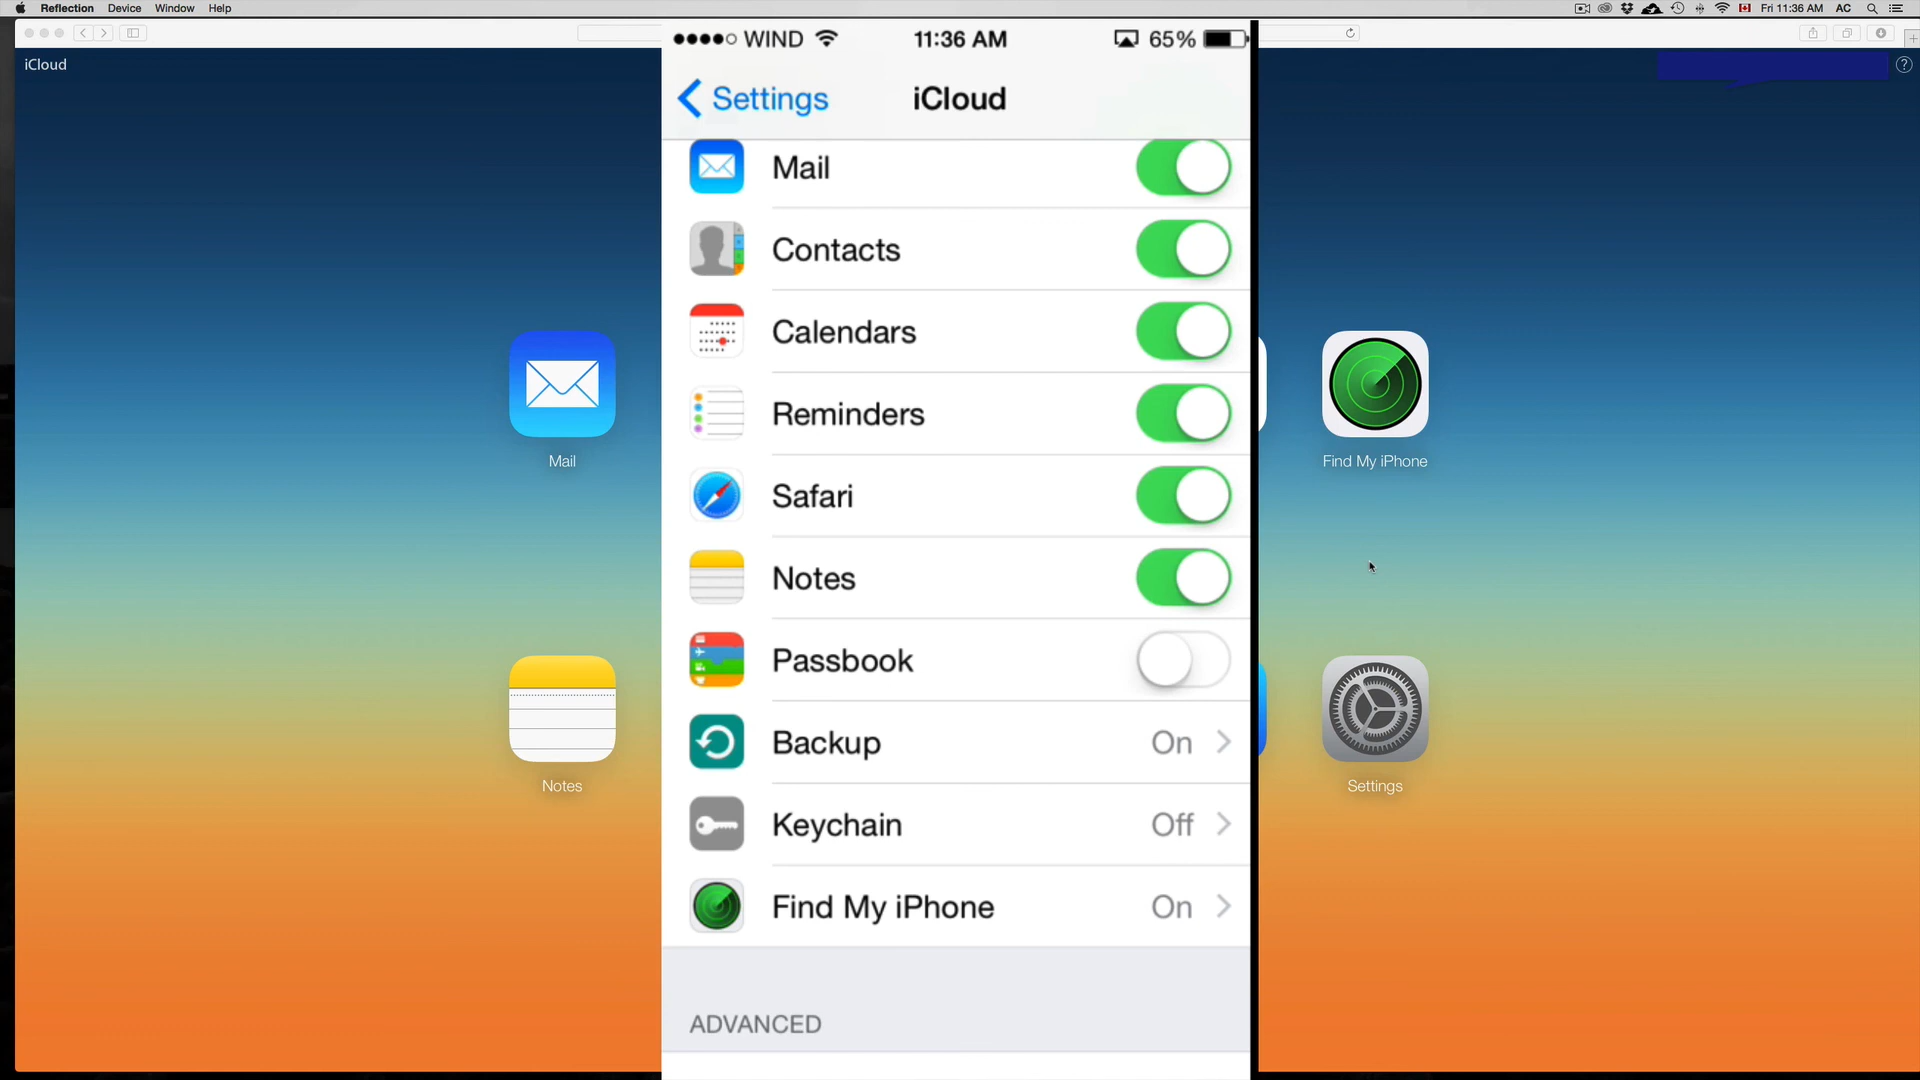 Reflection Device Window Help
Fri 11:36 AM AC
iCloud
WIND 11:36 AM 65%
Settings iCloud
Mail
Contacts
Calendars
Reminders
Safari
Notes
Passbook
Backup On
Keychain Off
Find My iPhone On
ADVANCED
Mail
Find My iPhone
Notes
Settings
?